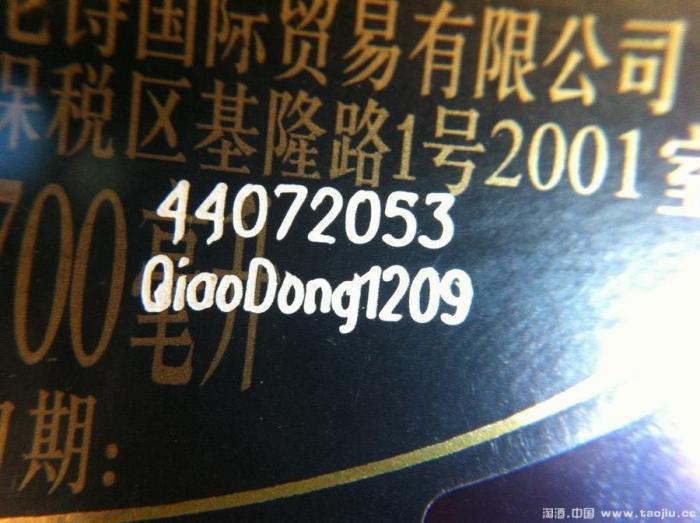 诗国际贸易有限公司
保税区基隆路1号2001室
700毫升
44072053
QiaoDong1209
日期:
淘酒.中国 www.taojiu.cc